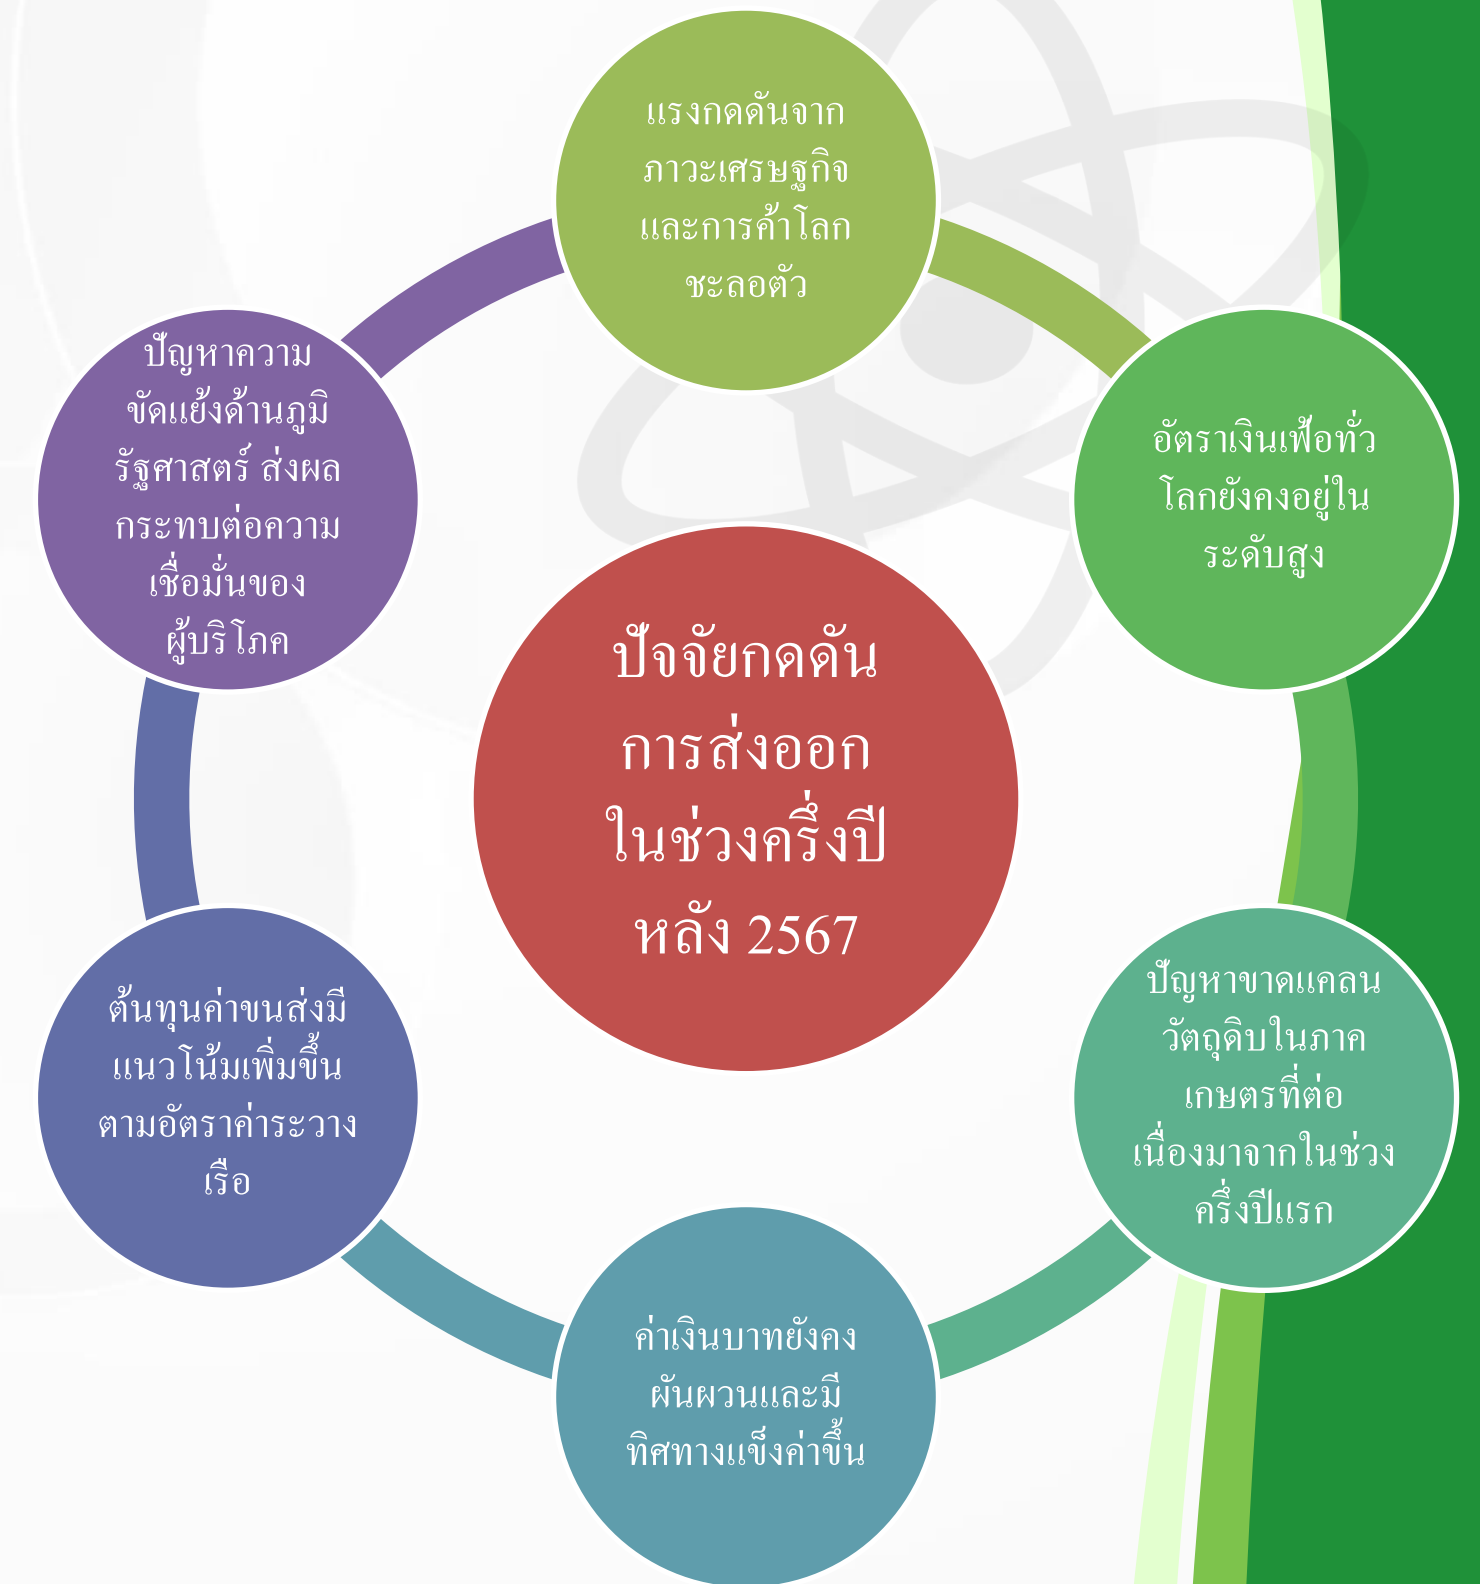 แรงกดดันจาก
ภาวะเศรษฐกิจ
และการค้าโลก
ชะลอตัว
อัตราเงินเฟ้อทั่ว
โลกยังคงอยู่ใน
ระดับสูง
ปัญหาขาดแคลน
วัตถุดิบในภาค
เกษตรที่ต่อ
เนื่องมาจากในช่วง
ครึ่งปีแรก
ค่าเงินบาทยังคง
ผันผวนและมี
ทิศทางแข็งค่าขึ้น
ต้นทุนค่าขนส่งมี
แนวโน้มเพิ่มขึ้น
ตามอัตราค่าระวาง
เรือ
ปัญหาความ
ขัดแย้งด้านภูมิ
รัฐศาสตร์ ส่งผล
กระทบต่อความ
เชื่อมั่นของ
ผู้บริโภค
ปัจจัยกดดัน
การส่งออก
ในช่วงครึ่งปี
หลัง 2567